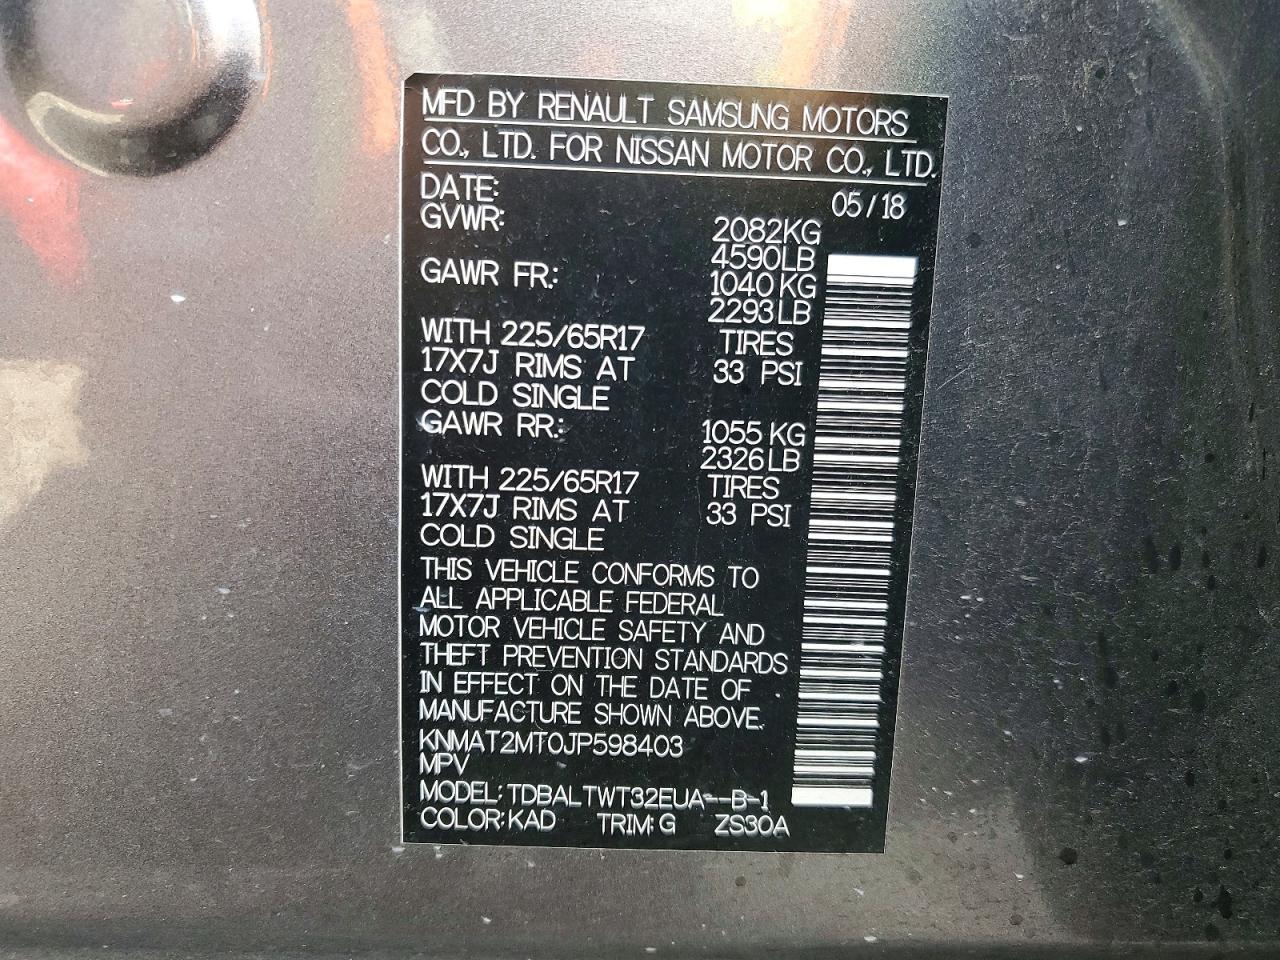 MFD BY RENAULT SAMSUNG MOTORS
CO., LTD. FOR NISSAN MOTOR CO., LTD.
DATE: 05/18
GVWR: 2082KG
4590LB
GAWR FR.: 1040 KG
2293LB
WITH 225/65R17 TIRES
17X7J RIMS AT 33 PSI
COLD SINGLE
GAWR RR.: 1055 KG
2326LB
WITH 225/65R17 TIRES
17X7J RIMS AT 33 PSI
COLD SINGLE
THIS VEHICLE CONFORMS TO
ALL APPLICABLE FEDERAL
MOTOR VEHICLE SAFETY AND
THEFT PREVENTION STANDARDS
IN EFFECT ON THE DATE OF
MANUFACTURE SHOWN ABOVE.
KNMAT2MT0JP598403
MPV
MODEL: TDBALTWT32EUA--B-1
COLOR:KAD TRIM:G ZS30A